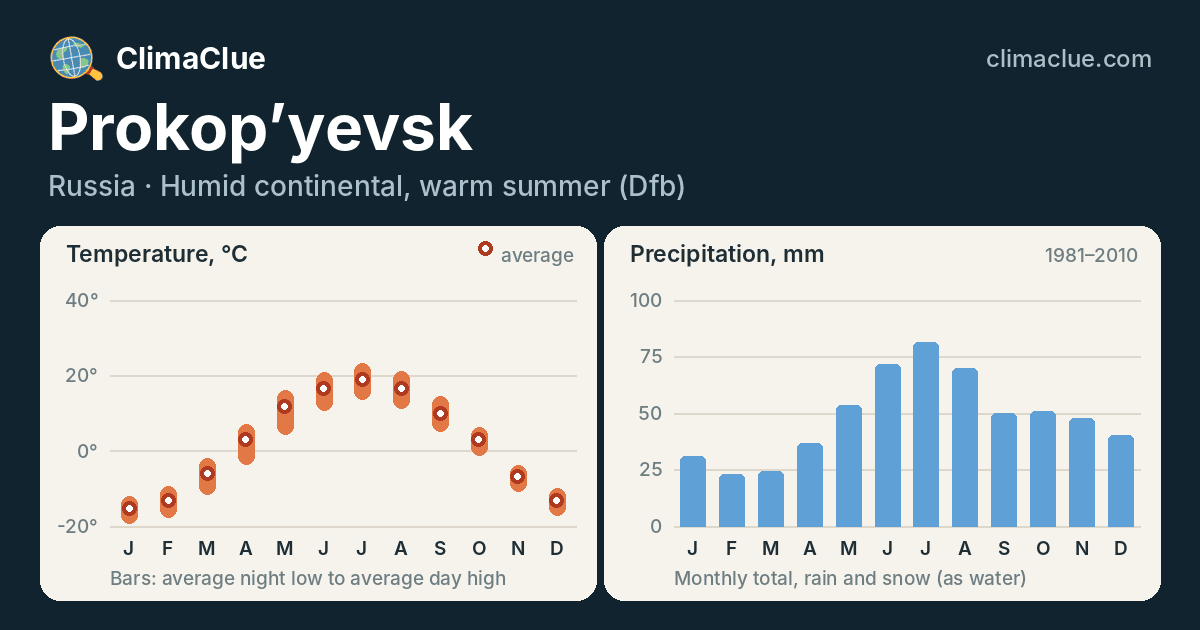 ClimaClue
climaclue.com
Prokopʼyevsk
Russia · Humid continental, warm summer (Dfb)
Temperature, °C
average
40°
20°
0°
-20°
J F M A M J J A S O N D
Bars: average night low to average day high
Precipitation, mm
1981–2010
100
75
50
25
0
J F M A M J J A S O N D
Monthly total, rain and snow (as water)